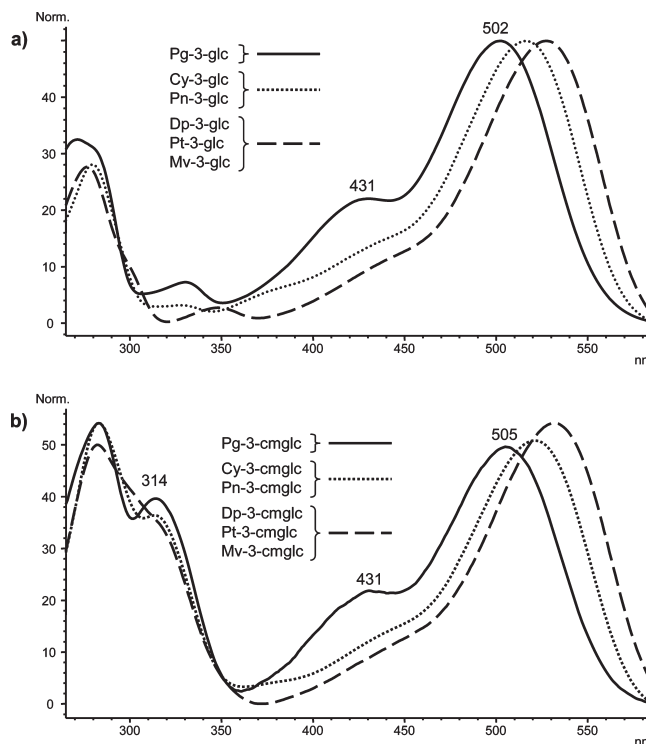 a)
Norm.
50
40
30
20
10
0
300
350
400
450
500
550
nm
Pg-3-glc
Cy-3-glc
Pn-3-glc
Dp-3-glc
Pt-3-glc
Mv-3-glc
431
502
b)
Norm.
50
40
30
20
10
0
300
350
400
450
500
550
nm
Pg-3-cmglc
Cy-3-cmglc
Pn-3-cmglc
Dp-3-cmglc
Pt-3-cmglc
Mv-3-cmglc
314
431
505